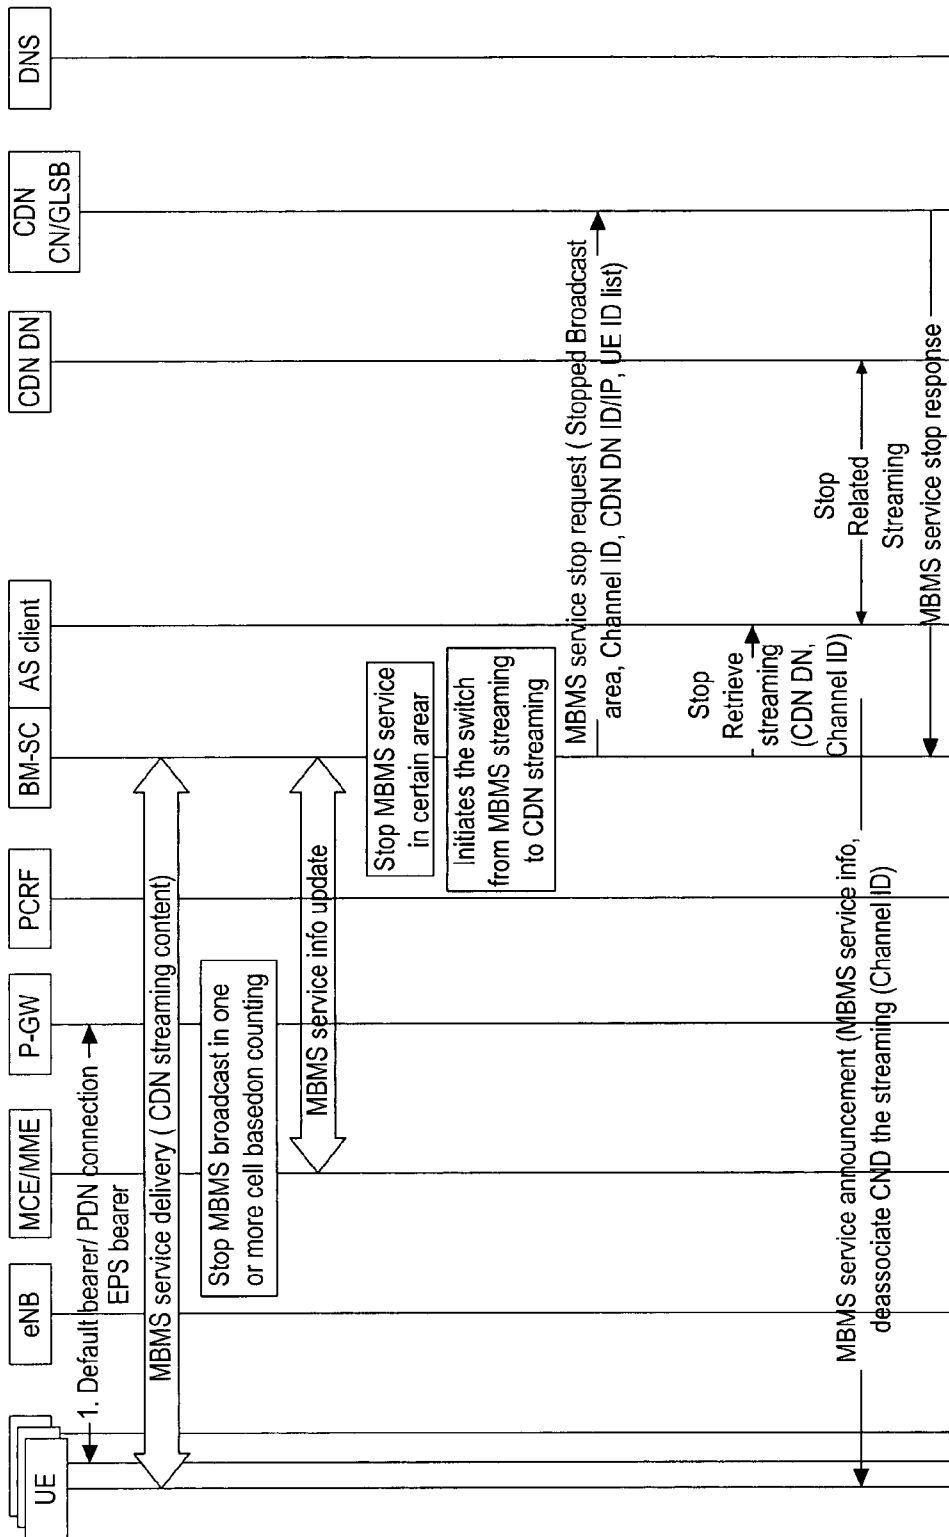 UE
eNB
MCE/MME
P-GW
PCRF
BM-SC
AS client
CDN DN
CDN
CN/GLSB
DNS
1. Default bearer/ PDN connection
EPS bearer
MBMS service delivery ( CDN streaming content)
Stop MBMS broadcast in one
or more cell basedon counting
MBMS service info update
Stop MBMS service
in certain arear
Initiates the switch
from MBMS streaming
to CDN streaming
MBMS service stop request ( Stopped Broadcast
area, Channel ID, CDN DN ID/IP, UE ID list)
Stop
Retrieve
streaming
(CDN DN,
Channel ID)
Stop
Related
Streaming
MBMS service announcement (MBMS service info,
deassociate CND the streaming (Channel ID)
MBMS service stop response